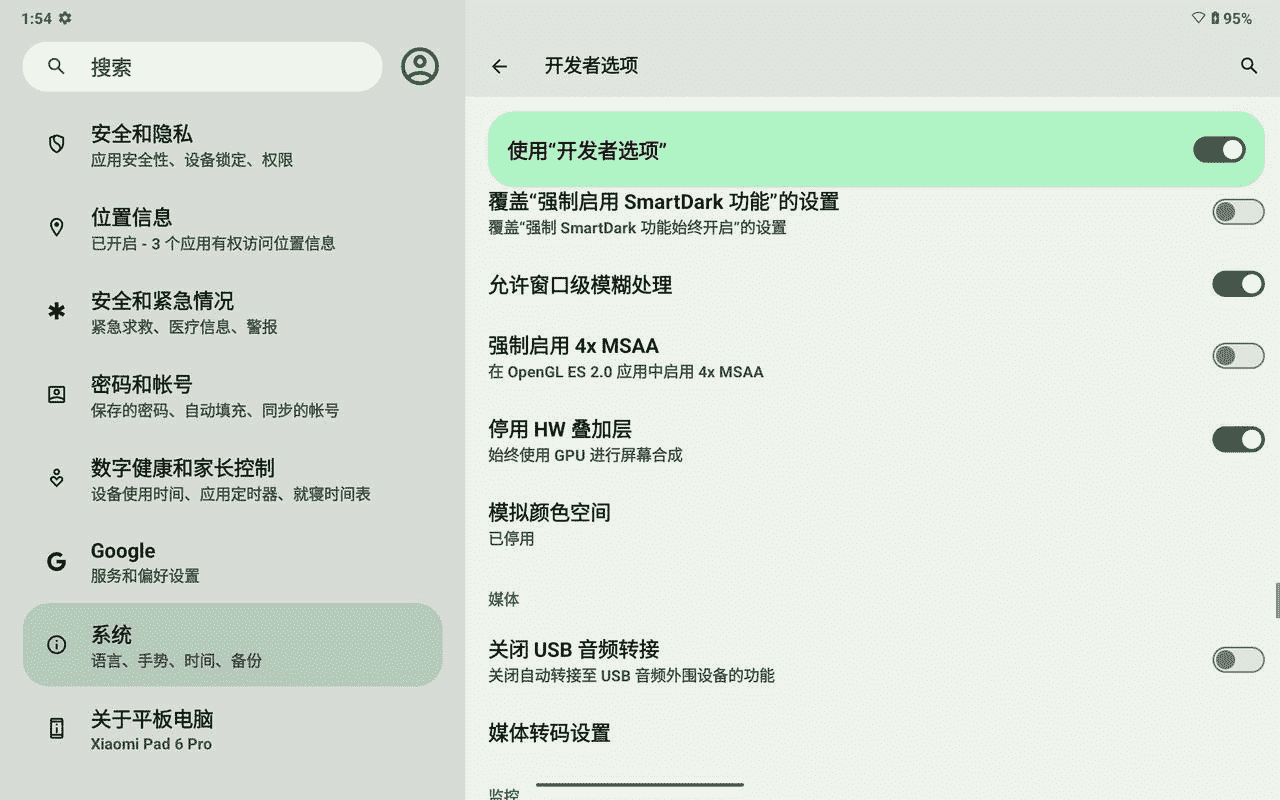 1:54
95%
搜索
安全和隐私
应用安全性、设备锁定、权限
位置信息
已开启 - 3 个应用有权访问位置信息
安全和紧急情况
紧急求救、医疗信息、警报
密码和帐号
保存的密码、自动填充、同步的帐号
数字健康和家长控制
设备使用时间、应用定时器、就寝时间表
Google
服务和偏好设置
系统
语言、手势、时间、备份
关于平板电脑
Xiaomi Pad 6 Pro
开发者选项
使用“开发者选项”
覆盖“强制启用 SmartDark 功能”的设置
覆盖“强制 SmartDark 功能始终开启”的设置
允许窗口级模糊处理
强制启用 4x MSAA
在 OpenGL ES 2.0 应用中启用 4x MSAA
停用 HW 叠加层
始终使用 GPU 进行屏幕合成
模拟颜色空间
已停用
媒体
关闭 USB 音频转接
关闭自动转接至 USB 音频外围设备的功能
媒体转码设置
监控